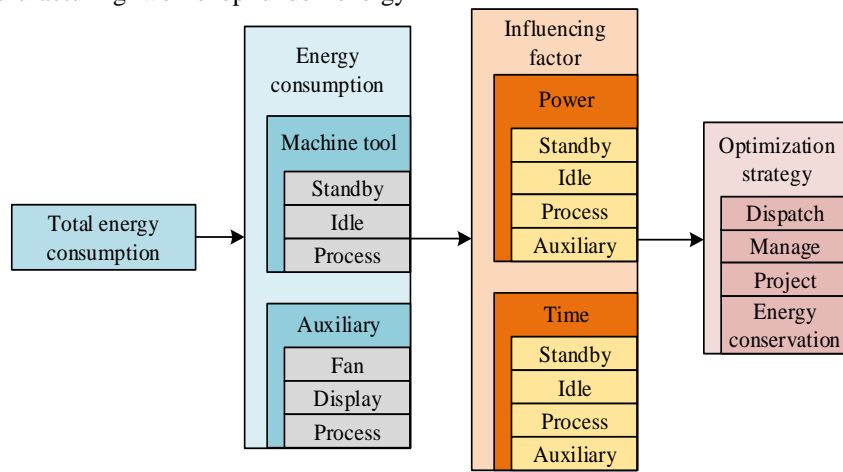 Total energy
consumption
Energy
consumption
Machine tool
Standby
Idle
Process
Auxiliary
Fan
Display
Process
Influencing
factor
Power
Standby
Idle
Process
Auxiliary
Time
Standby
Idle
Process
Auxiliary
Optimization
strategy
Dispatch
Manage
Project
Energy
conservation